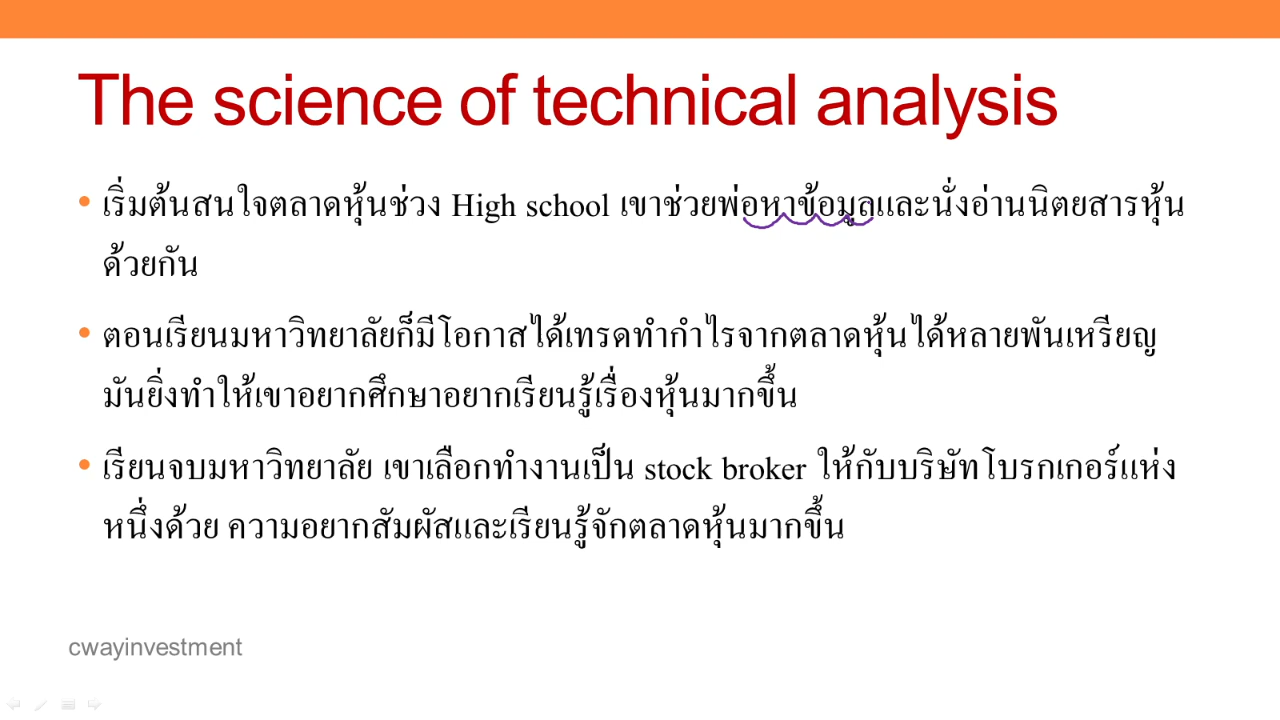 The science of technical analysis
• เริ่มต้นสนใจตลาดหุ้นช่วง High school เขาช่วยพ่อหาข้อมูลและนั่งอ่านนิตยสารหุ้น
ด้วยกัน
• ตอนเรียนมหาวิทยาลัยก็มีโอกาสได้เทรดทำกำไรจากตลาดหุ้นได้หลายพันเหรียญ
มันยิ่งทำให้เขาอยากศึกษาอยากเรียนรู้เรื่องหุ้นมากขึ้น
• เรียนจบมหาวิทยาลัย เขาเลือกทำงานเป็น stock broker ให้กับบริษัทโบรกเกอร์แห่ง
หนึ่งด้วย ความอยากสัมผัสและเรียนรู้จักตลาดหุ้นมากขึ้น
cwayinvestment